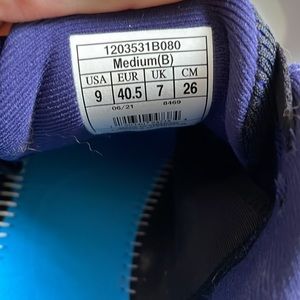 1203531B080
Medium(B)
USA EUR UK CM
9 40.5 7 26
06/21 8469